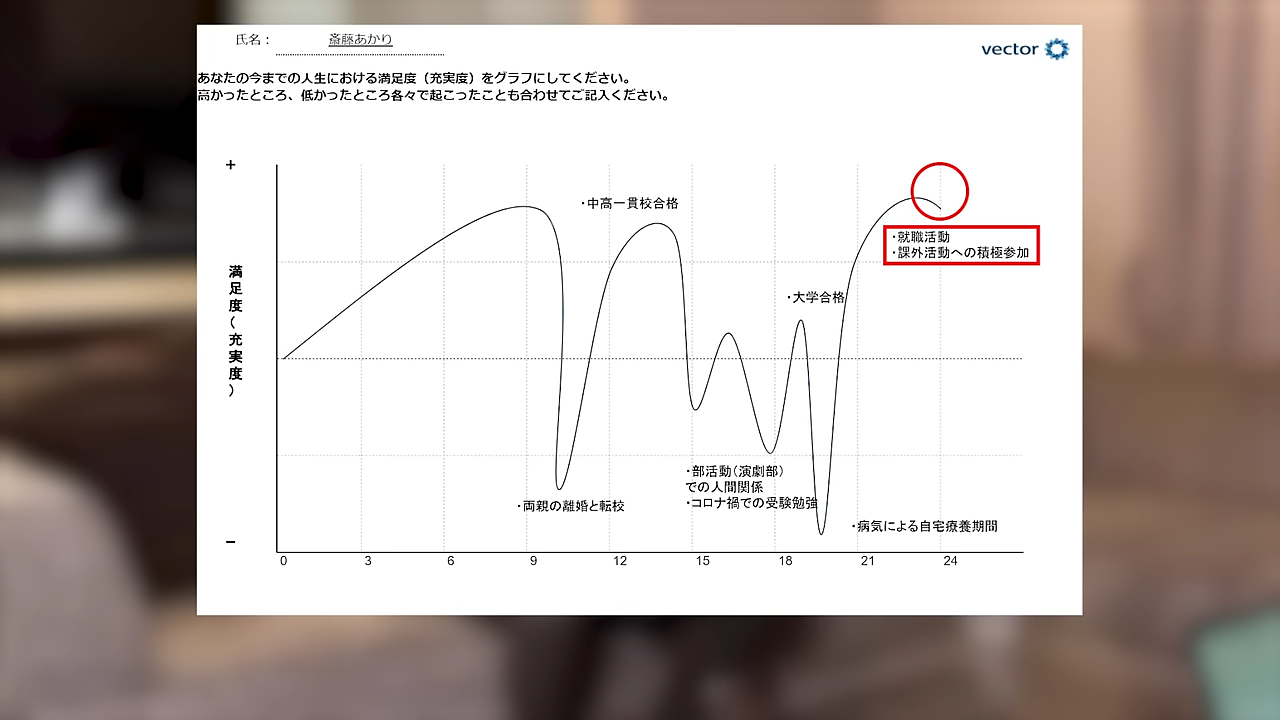 氏名： 斎藤あかり
vector
あなたの今までの人生における満足度（充実度）をグラフにしてください。
高かったところ、低かったところ各々で起こったことも合わせてご記入ください。
+
・中高一貫校合格
・就職活動
・課外活動への積極参加
満足度（充実度）
・大学合格
・部活動（演劇部）
での人間関係
・コロナ禍での受験勉強
・両親の離婚と転校
・病気による自宅療養期間
−
0 3 6 9 12 15 18 21 24